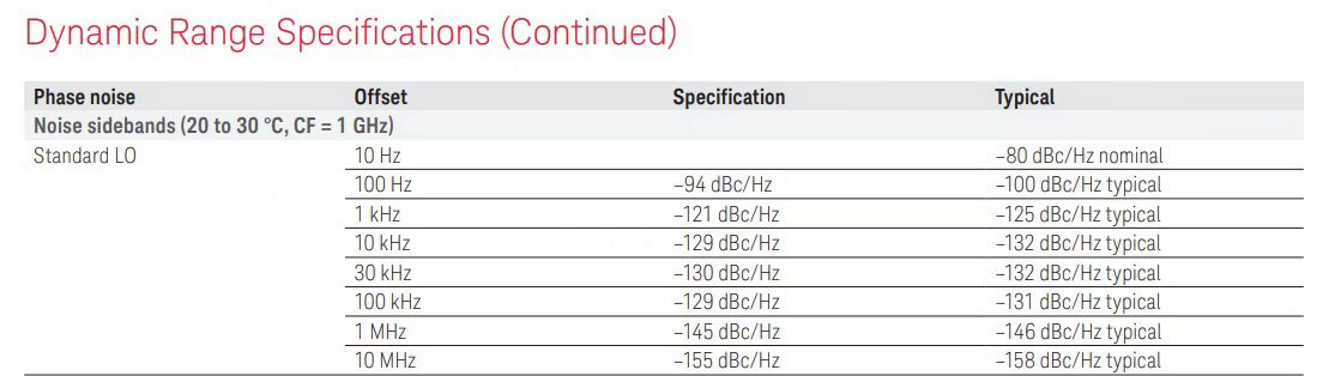 Dynamic Range Specifications (Continued)
Phase noise Offset Specification Typical
Noise sidebands (20 to 30 °C, CF = 1 GHz)
Standard LO 10 Hz –80 dBc/Hz nominal
100 Hz –94 dBc/Hz –100 dBc/Hz typical
1 kHz –121 dBc/Hz –125 dBc/Hz typical
10 kHz –129 dBc/Hz –132 dBc/Hz typical
30 kHz –130 dBc/Hz –132 dBc/Hz typical
100 kHz –129 dBc/Hz –131 dBc/Hz typical
1 MHz –145 dBc/Hz –146 dBc/Hz typical
10 MHz –155 dBc/Hz –158 dBc/Hz typical